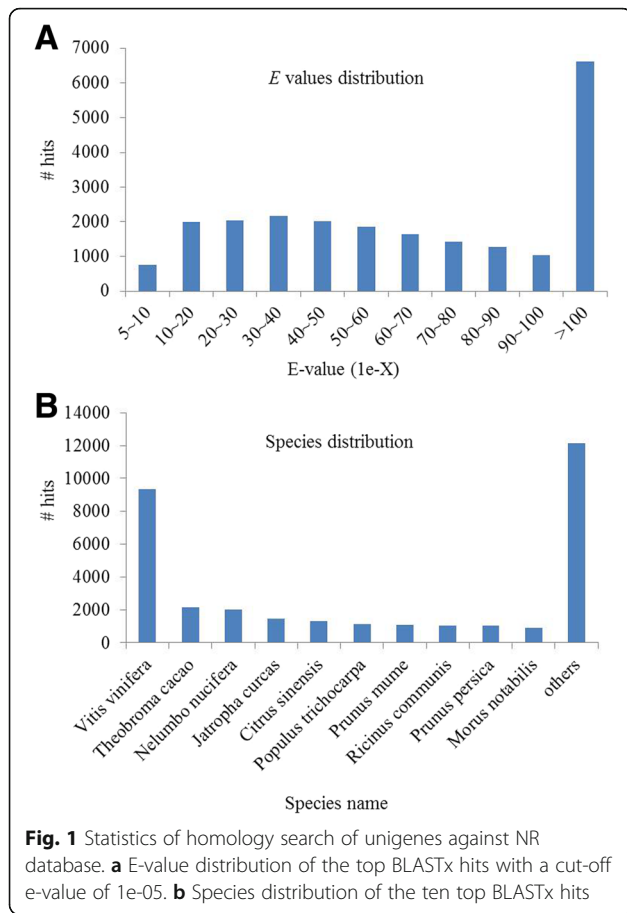 A
E values distribution
# hits
7000
6000
5000
4000
3000
2000
1000
0
5~10
10~20
20~30
30~40
40~50
50~60
60~70
70~80
80~90
90~100
>100
E-value (1e-X)
B
Species distribution
# hits
14000
12000
10000
8000
6000
4000
2000
0
Vitis vinifera
Theobroma cacao
Nelumbo nucifera
Jatropha curcas
Citrus sinensis
Populus trichocarpa
Prunus mume
Ricinus communis
Prunus persica
Morus notabilis
others
Species name
Fig. 1 Statistics of homology search of unigenes against NR
database. a E-value distribution of the top BLASTx hits with a cut-off
e-value of 1e-05. b Species distribution of the ten top BLASTx hits